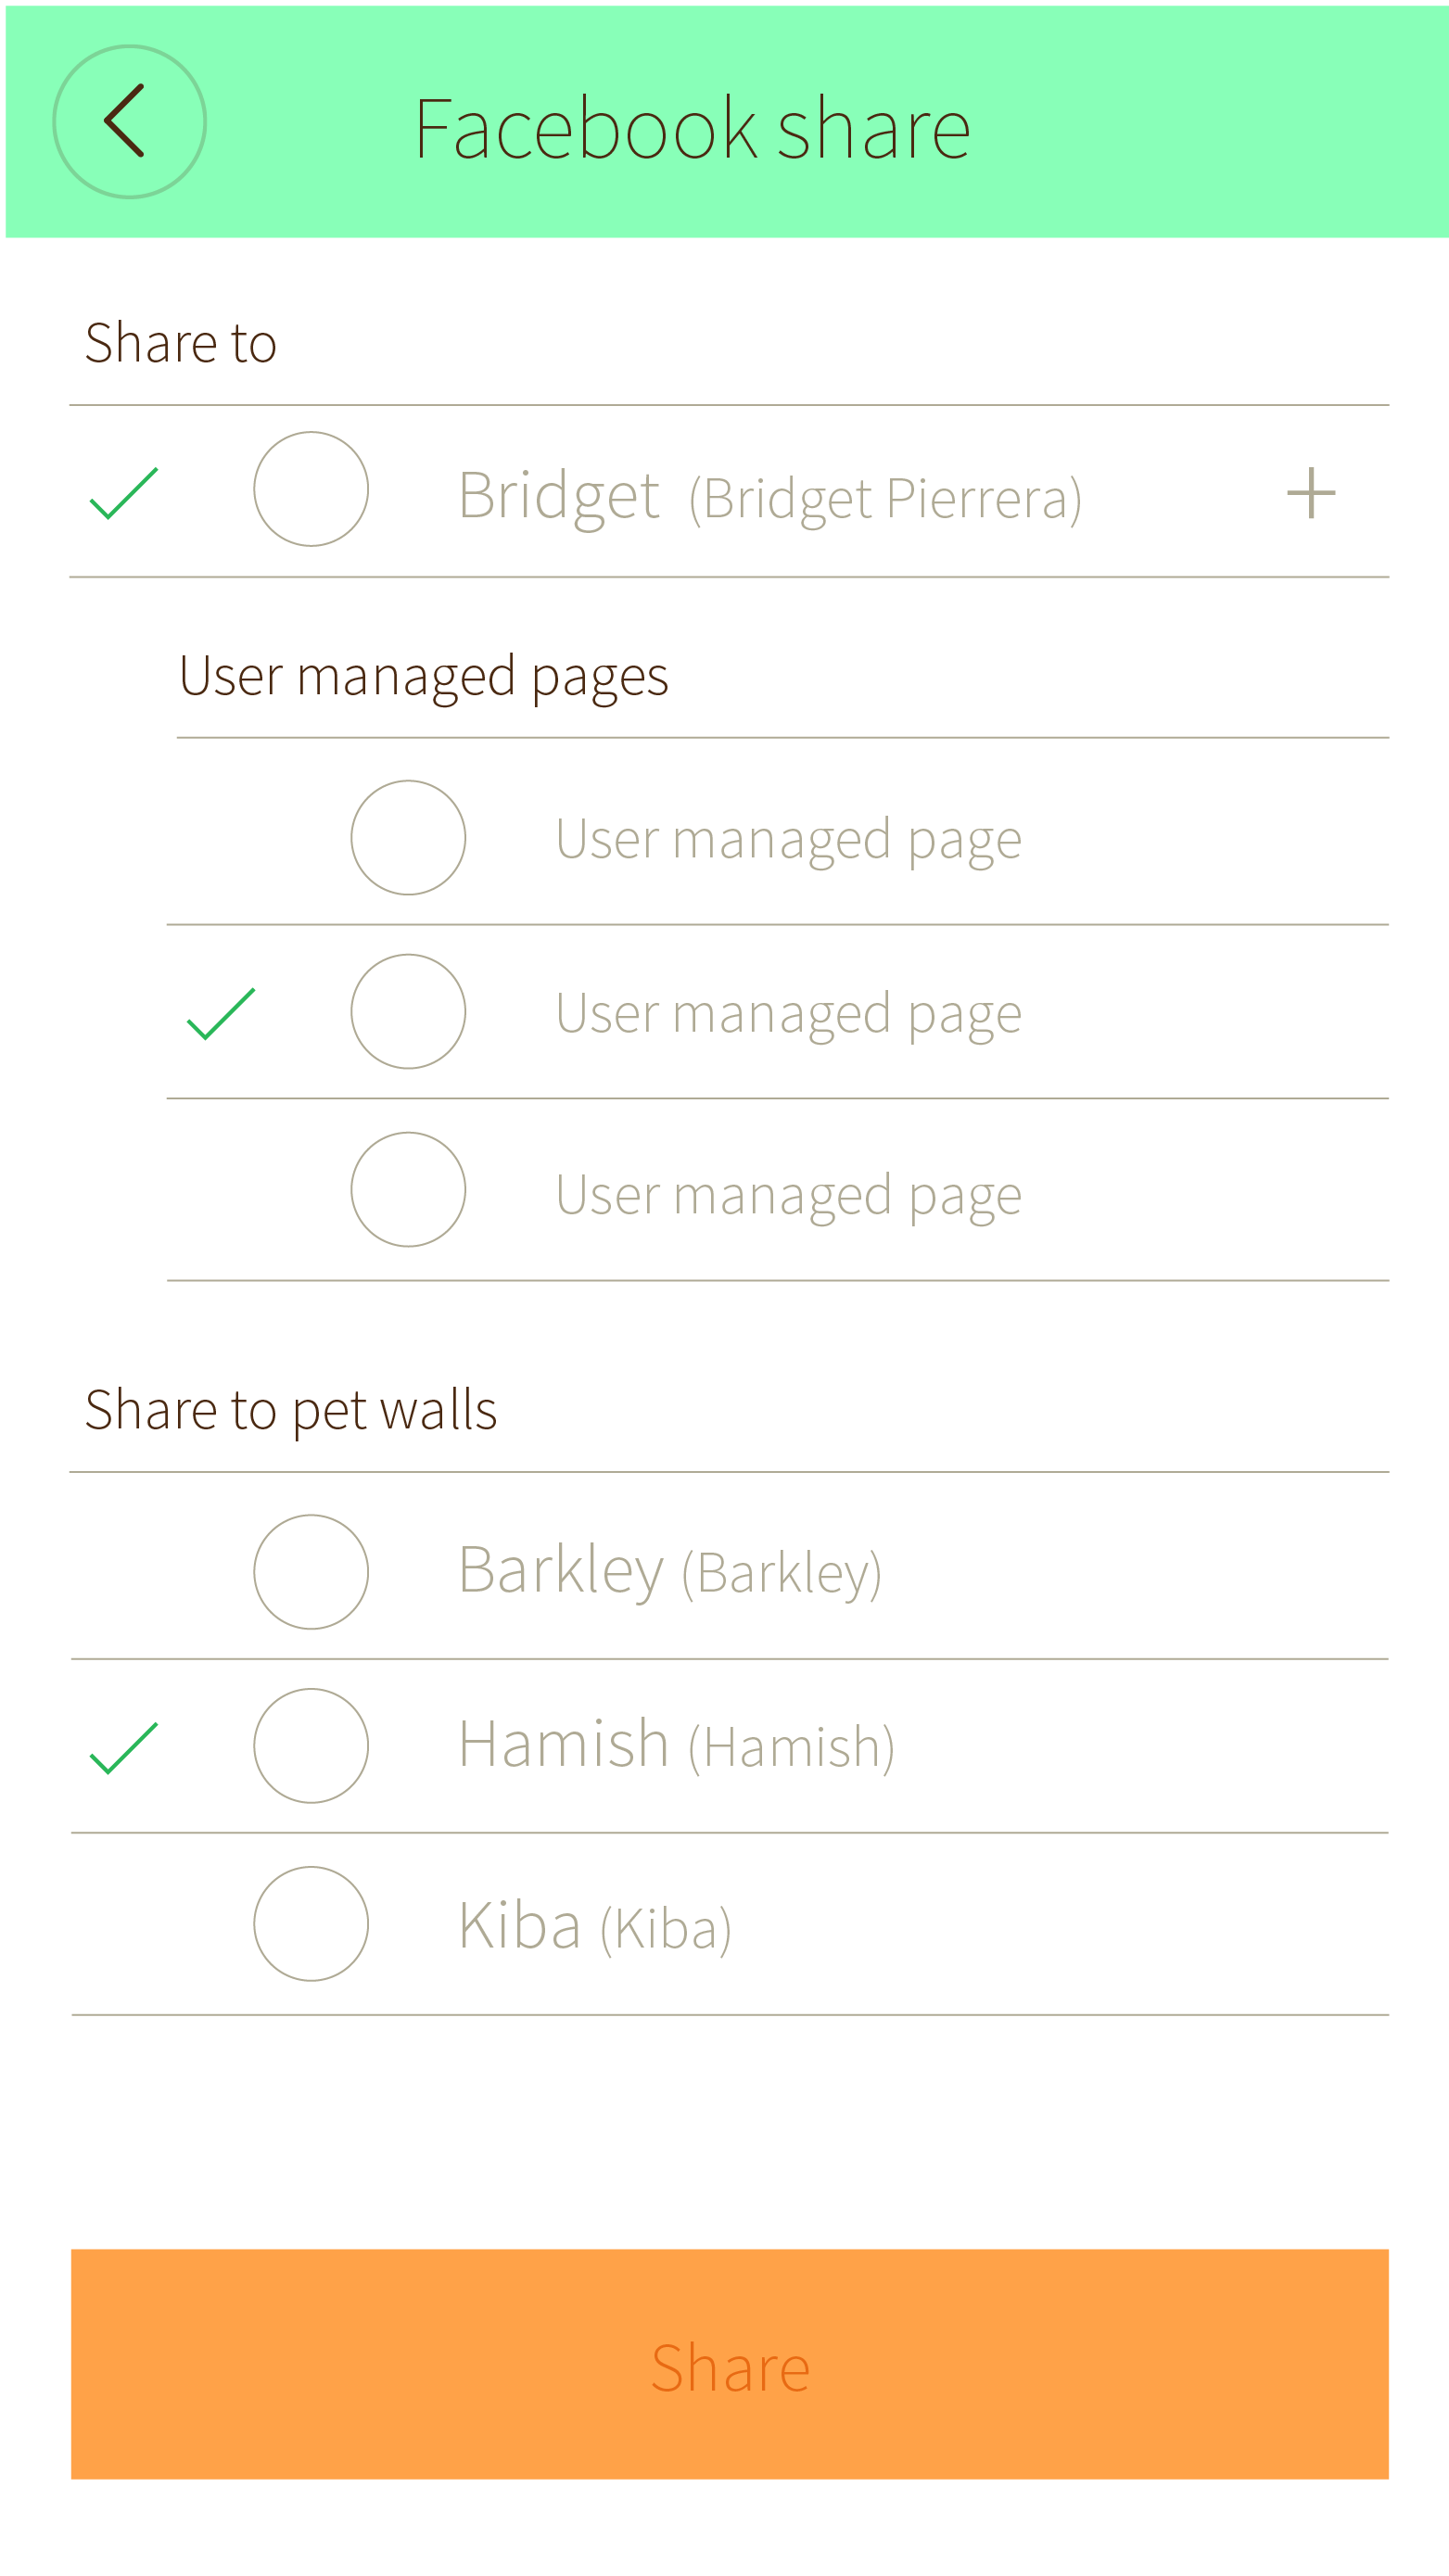 Facebook share
Share to
Bridget (Bridget Pierrera)
User managed pages
User managed page
User managed page
User managed page
Share to pet walls
Barkley (Barkley)
Hamish (Hamish)
Kiba (Kiba)
Share